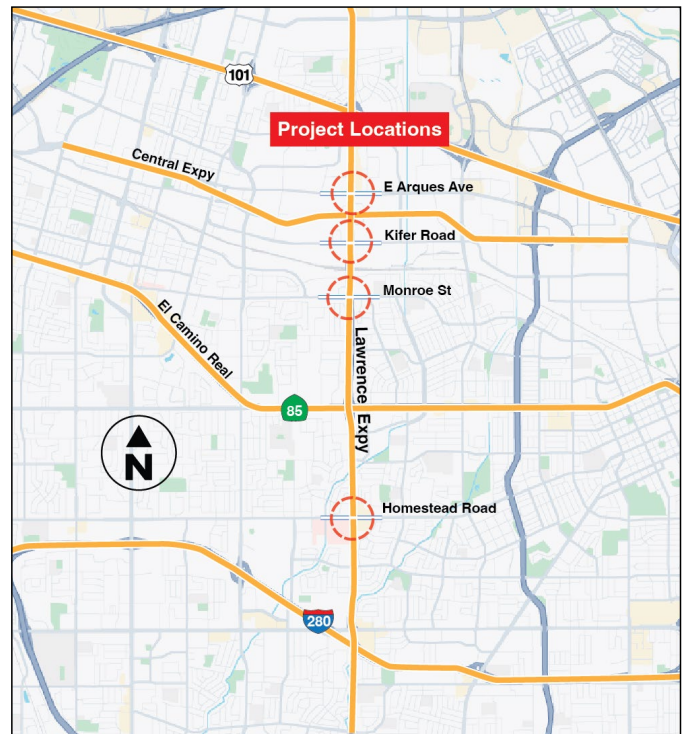 101
Project Locations
Central Expy
E Arques Ave
Kifer Road
Monroe St
El Camino Real
Lawrence Expy
85
N
Homestead Road
280